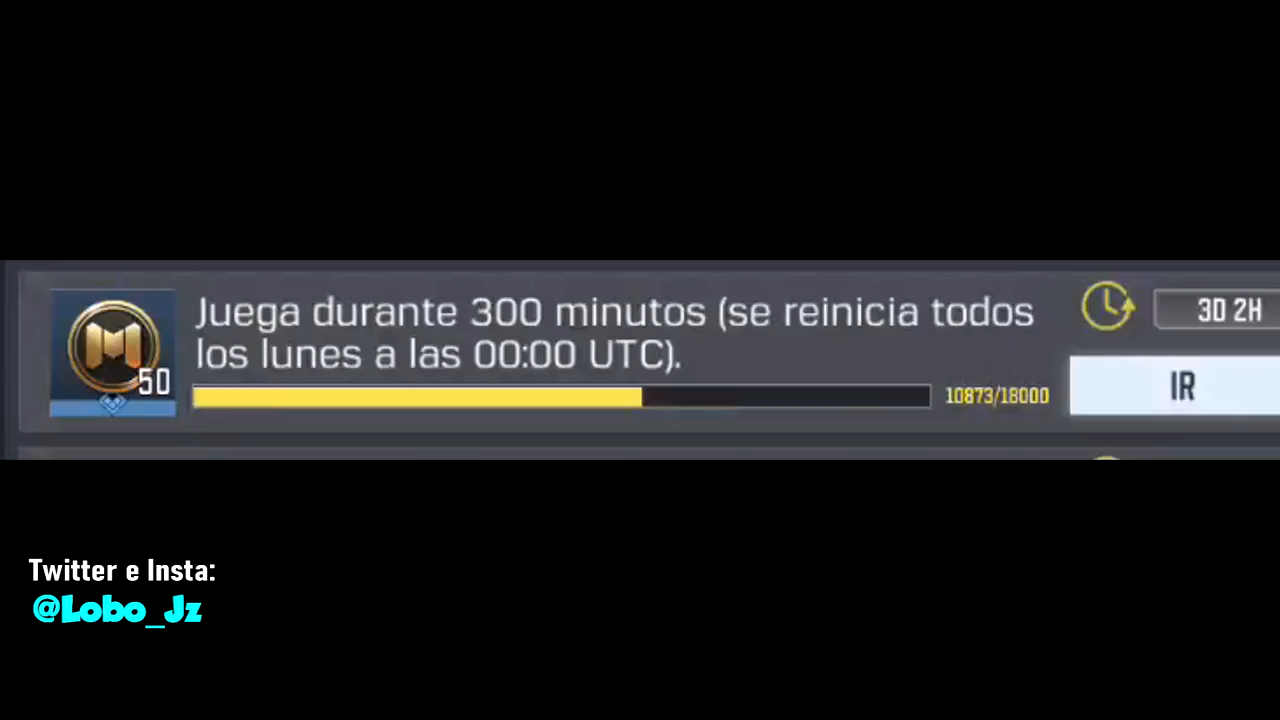 Juega durante 300 minutos (se reinicia todos
los lunes a las 00:00 UTC).
50
10873/18000
3D 2H
IR
Twitter e Insta:
@Lobo_Jz